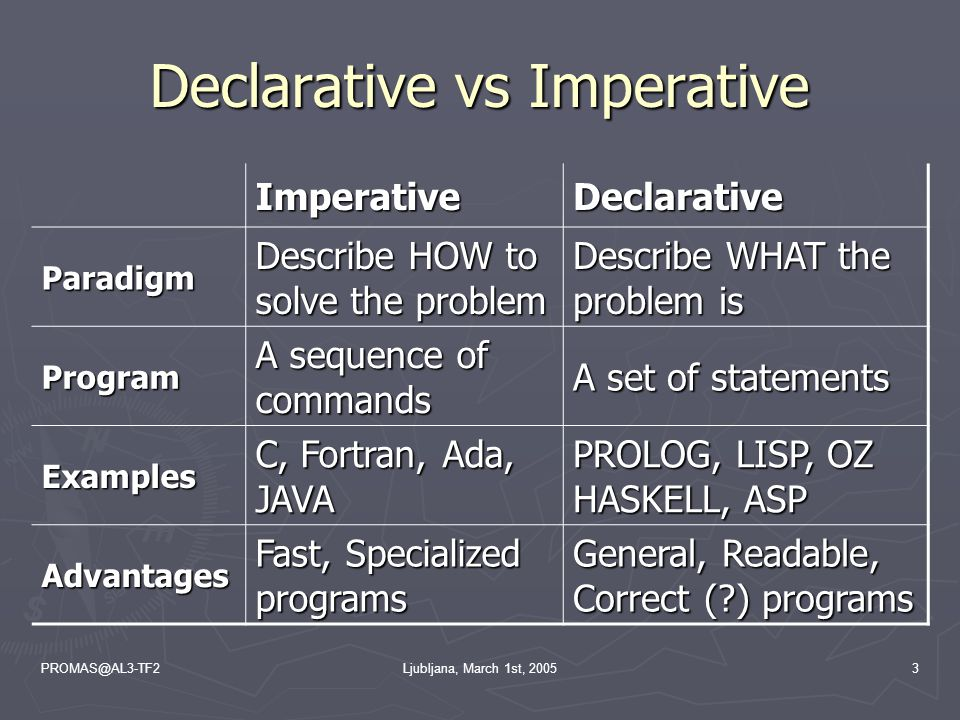 Declarative vs Imperative
Imperative
Declarative
Paradigm
Describe HOW to
solve the problem
Describe WHAT the
problem is
Program
A sequence of
commands
A set of statements
Examples
C, Fortran, Ada,
JAVA
PROLOG, LISP, OZ
HASKELL, ASP
Advantages
Fast, Specialized
programs
General, Readable,
Correct (?) programs
PROMAS@AL3-TF2
Ljubljana, March 1st, 2005
3